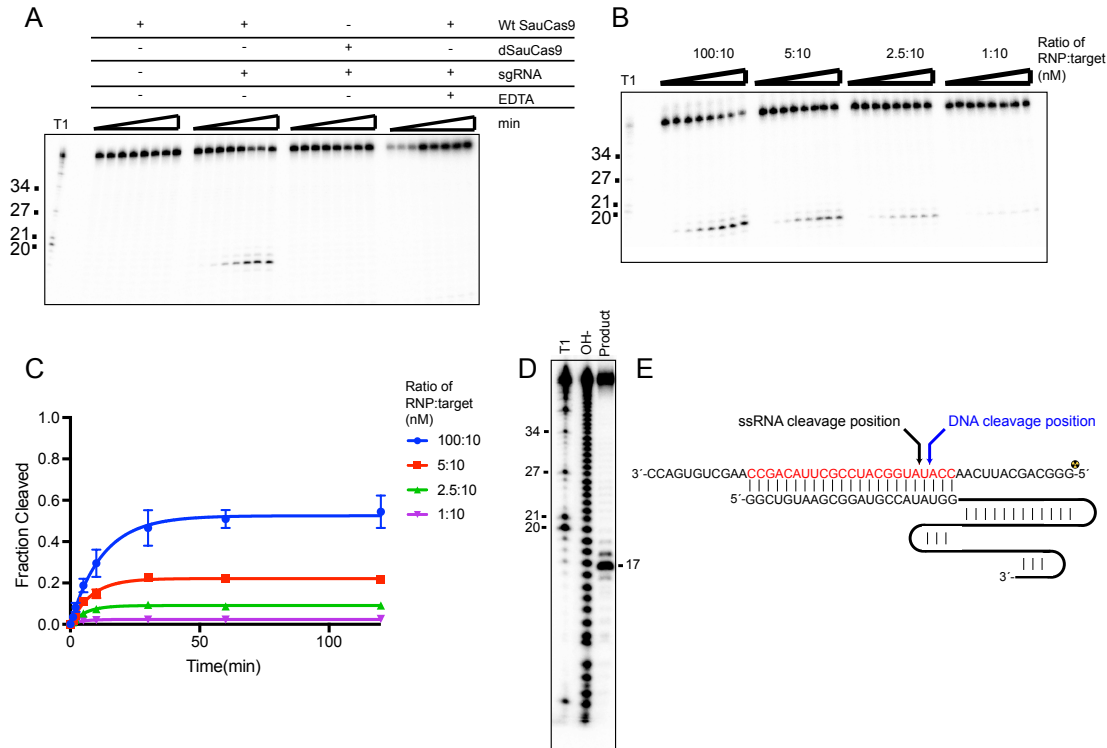 A
+ + - + Wt SauCas9
- - + - dSauCas9
- + + + sgRNA
- - - + EDTA
T1 min
34
27
21
20
B
100:10 5:10 2.5:10 1:10
Ratio of
RNP:target
(nM)
T1
34
27
21
20
C
Ratio of
RNP:target
(nM)
100:10
5:10
2.5:10
1:10
Fraction Cleaved
1.0
0.8
0.6
0.4
0.2
0.0
0 50 100
Time(min)
D
T1 OH- Product
34
27
21
20
17
E
ssRNA cleavage position DNA cleavage position
3´-CCAGUGUCGAACCGACAUUCGCCUACGGUAUACCAACUUACGACGGG-5´
5´-GGCUGUAAGCGGAUGCCAUAUGG
3´-